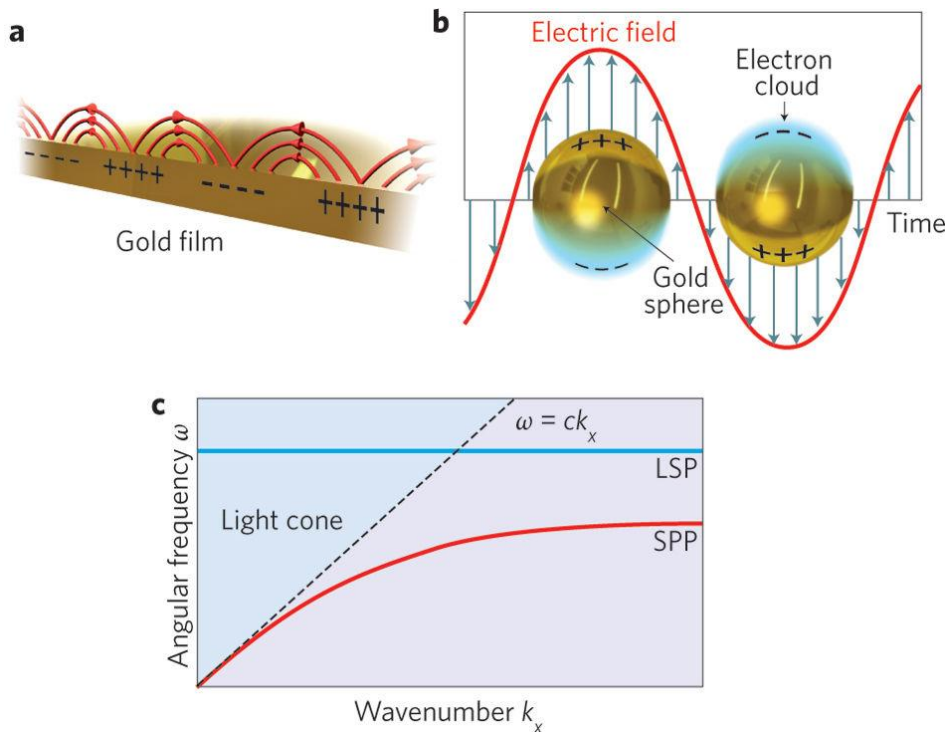 a
– – – –
++++
– – – –
++++
Gold film
b
Electric field
Electron
cloud
– – –
+++
+++
– – –
Time
Gold
sphere
c
ω = ck_x
LSP
Light cone
SPP
Angular frequency ω
Wavenumber k_x